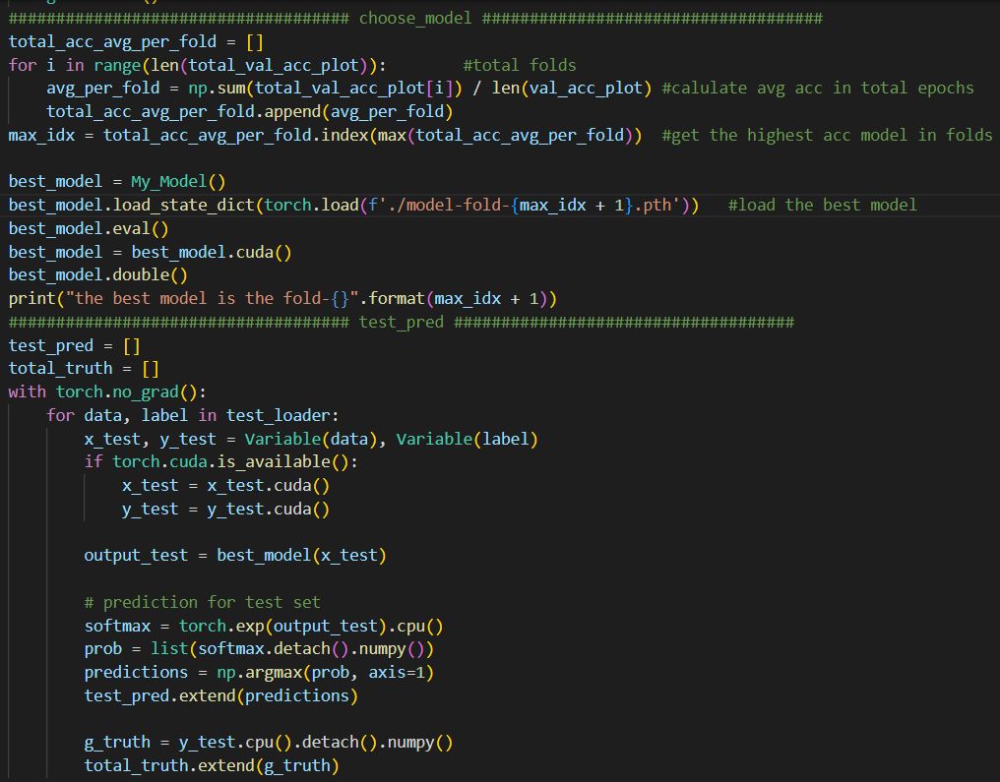 ################################### choose_model ###################################
total_acc_avg_per_fold = []
for i in range(len(total_val_acc_plot)):        #total folds
    avg_per_fold = np.sum(total_val_acc_plot[i]) / len(val_acc_plot) #calulate avg acc in total epochs
    total_acc_avg_per_fold.append(avg_per_fold)
max_idx = total_acc_avg_per_fold.index(max(total_acc_avg_per_fold))  #get the highest acc model in folds

best_model = My_Model()
best_model.load_state_dict(torch.load(f'./model-fold-{max_idx + 1}.pth'))   #load the best model
best_model.eval()
best_model = best_model.cuda()
best_model.double()
print("the best model is the fold-{}".format(max_idx + 1))
################################### test_pred ###################################
test_pred = []
total_truth = []
with torch.no_grad():
    for data, label in test_loader:
        x_test, y_test = Variable(data), Variable(label)
        if torch.cuda.is_available():
            x_test = x_test.cuda()
            y_test = y_test.cuda()

        output_test = best_model(x_test)

        # prediction for test set
        softmax = torch.exp(output_test).cpu()
        prob = list(softmax.detach().numpy())
        predictions = np.argmax(prob, axis=1)
        test_pred.extend(predictions)

        g_truth = y_test.cpu().detach().numpy()
        total_truth.extend(g_truth)